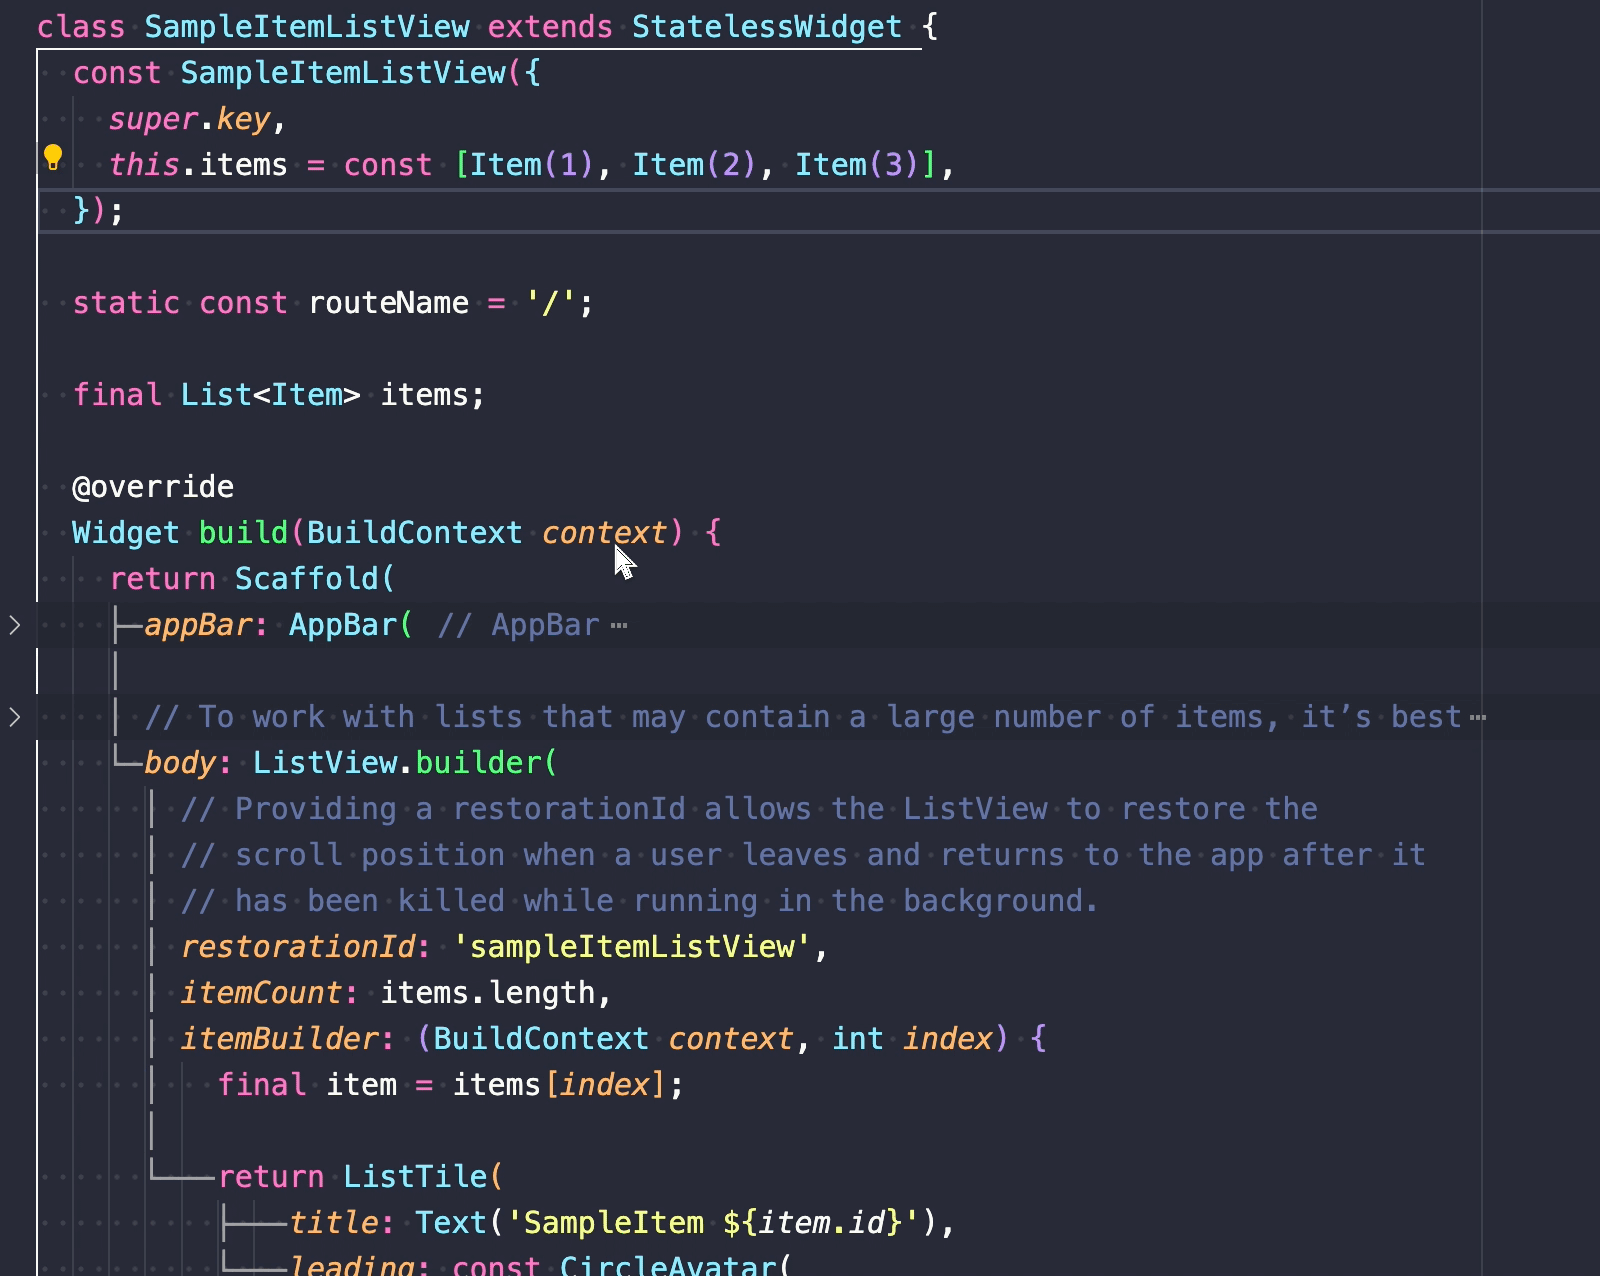 class SampleItemListView extends StatelessWidget {
const SampleItemListView({
super.key,
this.items = const [Item(1), Item(2), Item(3)],
});
static const routeName = '/';
final List<Item> items;
@override
Widget build(BuildContext context) {
return Scaffold(
appBar: AppBar( // AppBar ⋯
// To work with lists that may contain a large number of items, it’s best ⋯
body: ListView.builder(
// Providing a restorationId allows the ListView to restore the
// scroll position when a user leaves and returns to the app after it
// has been killed while running in the background.
restorationId: 'sampleItemListView',
itemCount: items.length,
itemBuilder: (BuildContext context, int index) {
final item = items[index];
return ListTile(
title: Text('SampleItem ${item.id}'),
leading: const CircleAvatar(